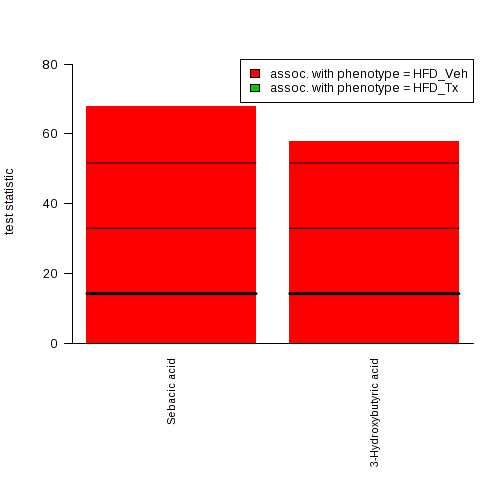 assoc. with phenotype = HFD_Veh
assoc. with phenotype = HFD_Tx
test statistic
80
60
40
20
0
Sebacic acid
3-Hydroxybutyric acid